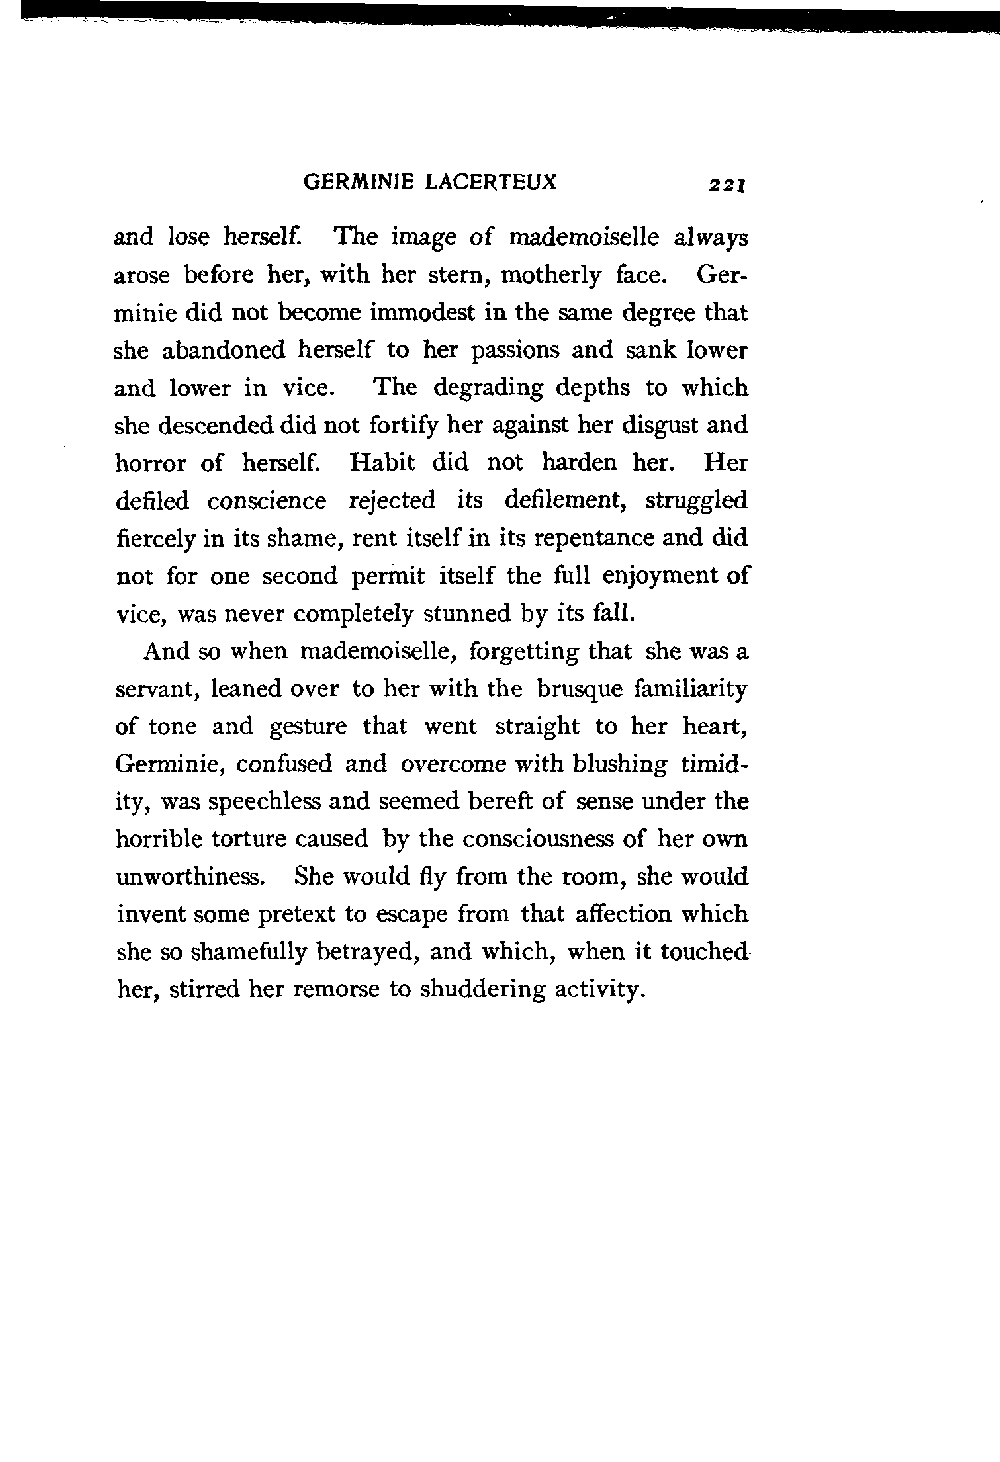 GERMINIE LACERTEUX 221
and lose herself. The image of mademoiselle always
arose before her, with her stern, motherly face. Ger-
minie did not become immodest in the same degree that
she abandoned herself to her passions and sank lower
and lower in vice. The degrading depths to which
she descended did not fortify her against her disgust and
horror of herself. Habit did not harden her. Her
defiled conscience rejected its defilement, struggled
fiercely in its shame, rent itself in its repentance and did
not for one second permit itself the full enjoyment of
vice, was never completely stunned by its fall.
And so when mademoiselle, forgetting that she was a
servant, leaned over to her with the brusque familiarity
of tone and gesture that went straight to her heart,
Germinie, confused and overcome with blushing timid-
ity, was speechless and seemed bereft of sense under the
horrible torture caused by the consciousness of her own
unworthiness. She would fly from the room, she would
invent some pretext to escape from that affection which
she so shamefully betrayed, and which, when it touched
her, stirred her remorse to shuddering activity.